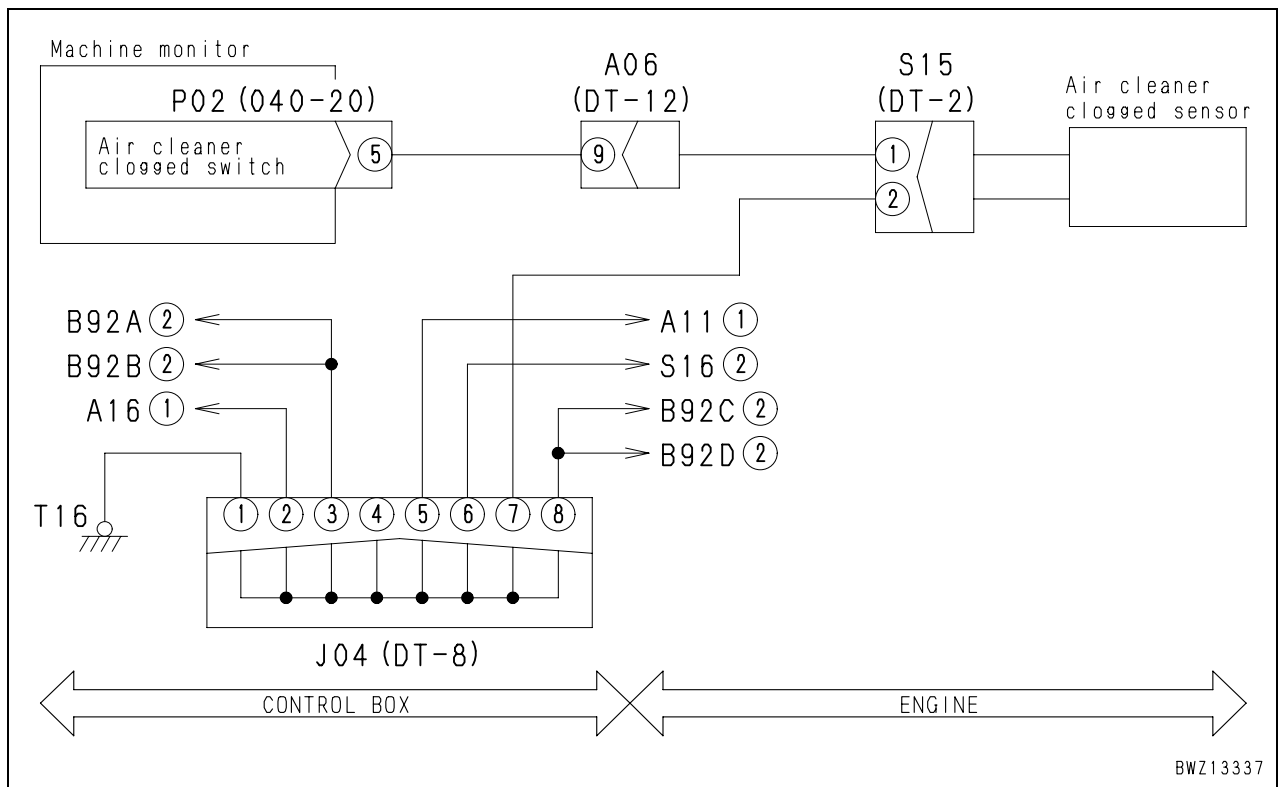 Machine monitor
P02 (040-20)
A06
(DT-12)
S15
(DT-2)
Air cleaner
clogged sensor
Air cleaner
clogged switch
5
9
1
2
B92A 2
B92B 2
A16 1
A11 1
S16 2
B92C 2
B92D 2
T16
1 2 3 4 5 6 7 8
J04 (DT-8)
CONTROL BOX
ENGINE
BWZ13337